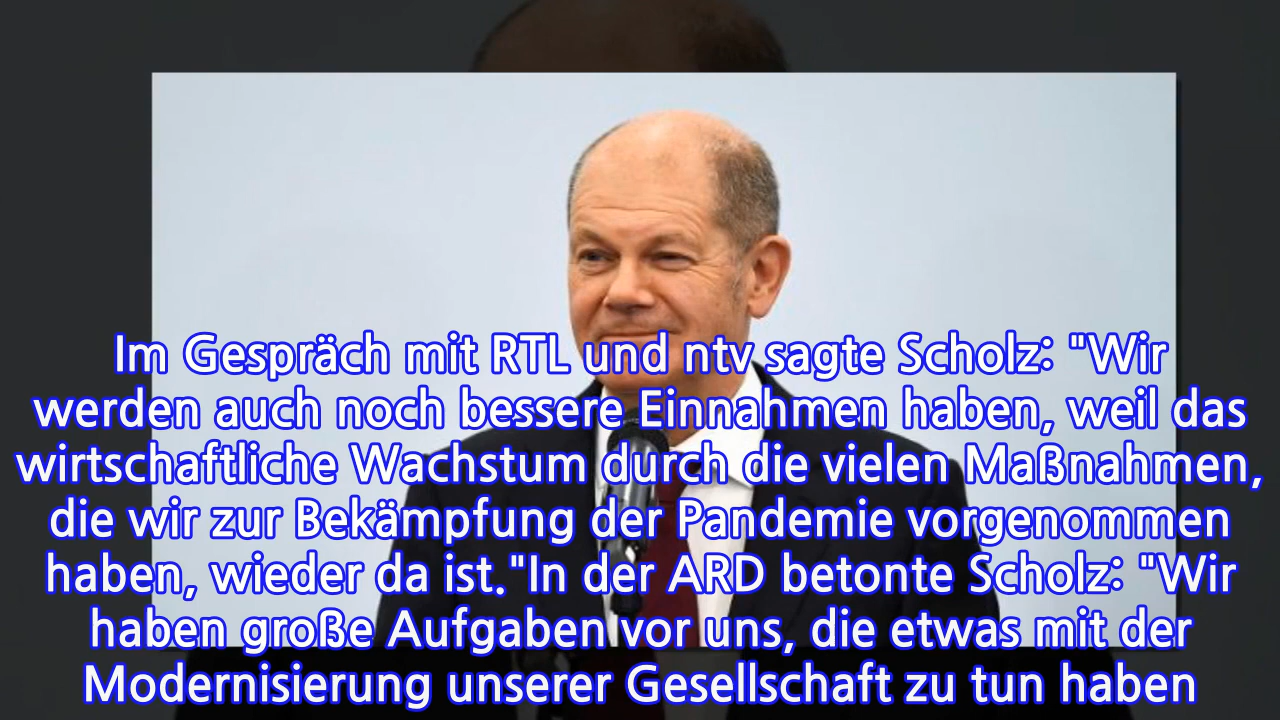 Im Gespräch mit RTL und ntv sagte Scholz: "Wir
werden auch noch bessere Einnahmen haben, weil das
wirtschaftliche Wachstum durch die vielen Maßnahmen,
die wir zur Bekämpfung der Pandemie vorgenommen
haben, wieder da ist."In der ARD betonte Scholz: "Wir
haben große Aufgaben vor uns, die etwas mit der
Modernisierung unserer Gesellschaft zu tun haben